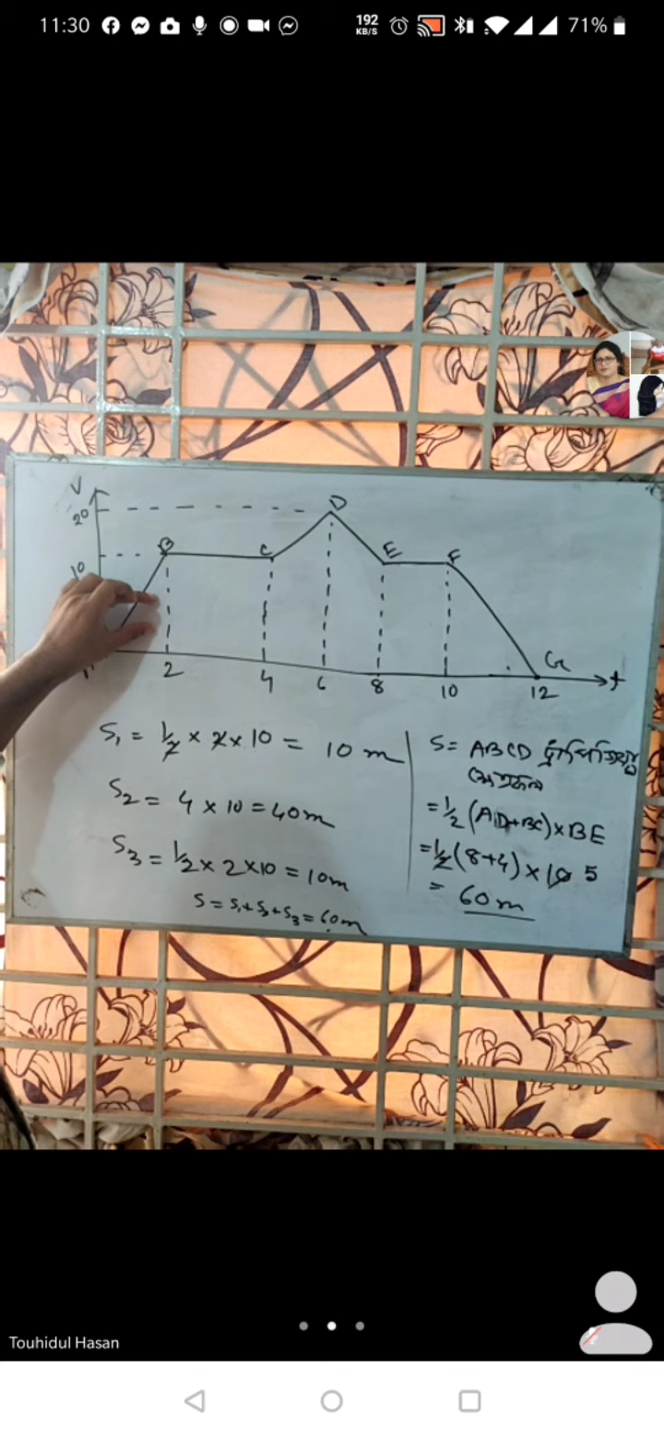 11:30
192 KB/S
71%
V
20
D
B
C
E
F
10
G
t
2
4
6
8
10
12
S₁ = ½ × 2 × 10 = 10 m
S₂ = 4 × 10 = 40m
S₃ = ½ × 2 × 10 = 10m
S = S₁ + S₂ + S₃ = 60m
S = ABCD
= ½ (AD + BC) × BE
= ½ (8+4) × 10 5
= 60 m
Touhidul Hasan